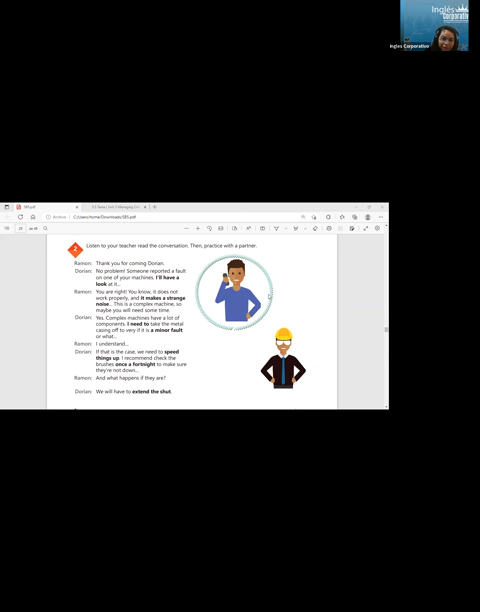 Inglés
Corporativo
Ingles Corporativo
SB5.pdf
Archivo
C:/Users/home/Downloads/SB5.pdf
2
Listen to your teacher read the conversation. Then, practice with a partner.
Ramon: Thank you for coming Dorian.
Dorian: No problem! Someone reported a fault
on one of your machines, I'll have a
look at it...
Ramon: You are right! You know, it does not
work properly, and it makes a strange
noise.. This is a complex machine, so
maybe you will need some time.
Dorian: Yes. Complex machines have a lot of
components. I need to take the metal
casing off to very if it is a minor fault
or what...
Ramon: I understand...
Dorian: If that is the case, we need to speed
things up. I recommend check the
brushes once a fortnight to make sure
they're not down...
Ramon: And what happens if they are?
Dorian: We will have to extend the shut.